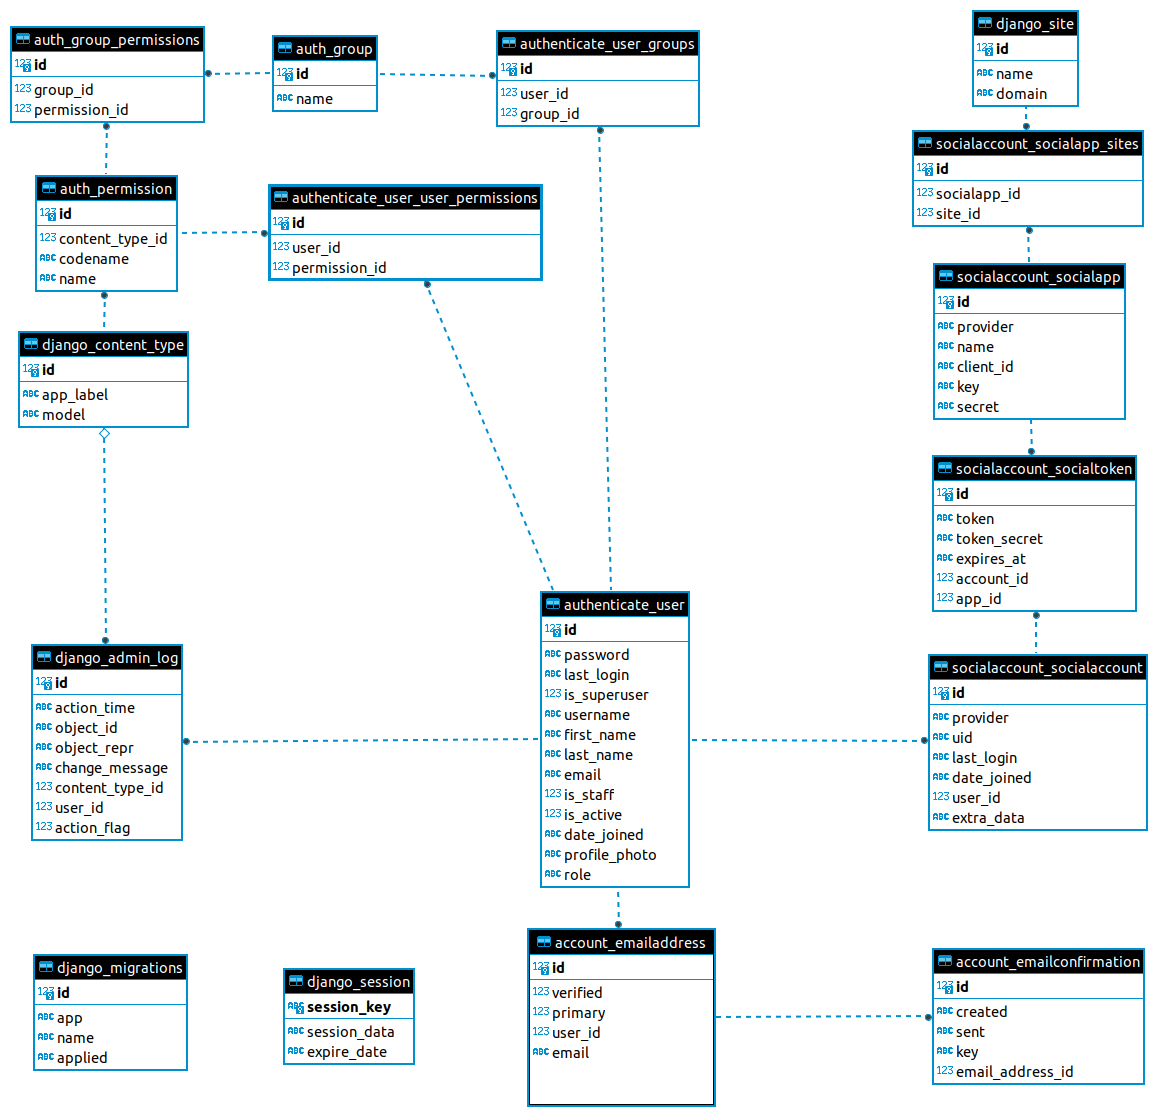 auth_group_permissions
123 id
123 group_id
123 permission_id
auth_group
123 id
ABC name
authenticate_user_groups
123 id
123 user_id
123 group_id
django_site
123 id
ABC name
ABC domain
socialaccount_socialapp_sites
123 id
123 socialapp_id
123 site_id
auth_permission
123 id
123 content_type_id
ABC codename
ABC name
authenticate_user_user_permissions
123 id
123 user_id
123 permission_id
socialaccount_socialapp
123 id
ABC provider
ABC name
ABC client_id
ABC key
ABC secret
django_content_type
123 id
ABC app_label
ABC model
socialaccount_socialtoken
123 id
ABC token
ABC token_secret
ABC expires_at
123 account_id
123 app_id
authenticate_user
123 id
ABC password
ABC last_login
123 is_superuser
ABC username
ABC first_name
ABC last_name
ABC email
123 is_staff
123 is_active
ABC date_joined
ABC profile_photo
ABC role
django_admin_log
123 id
ABC action_time
ABC object_id
ABC object_repr
ABC change_message
123 content_type_id
123 user_id
123 action_flag
socialaccount_socialaccount
123 id
ABC provider
ABC uid
ABC last_login
ABC date_joined
123 user_id
ABC extra_data
django_migrations
123 id
ABC app
ABC name
ABC applied
django_session
ABC session_key
ABC session_data
ABC expire_date
account_emailaddress
123 id
123 verified
123 primary
123 user_id
ABC email
account_emailconfirmation
123 id
ABC created
ABC sent
ABC key
123 email_address_id